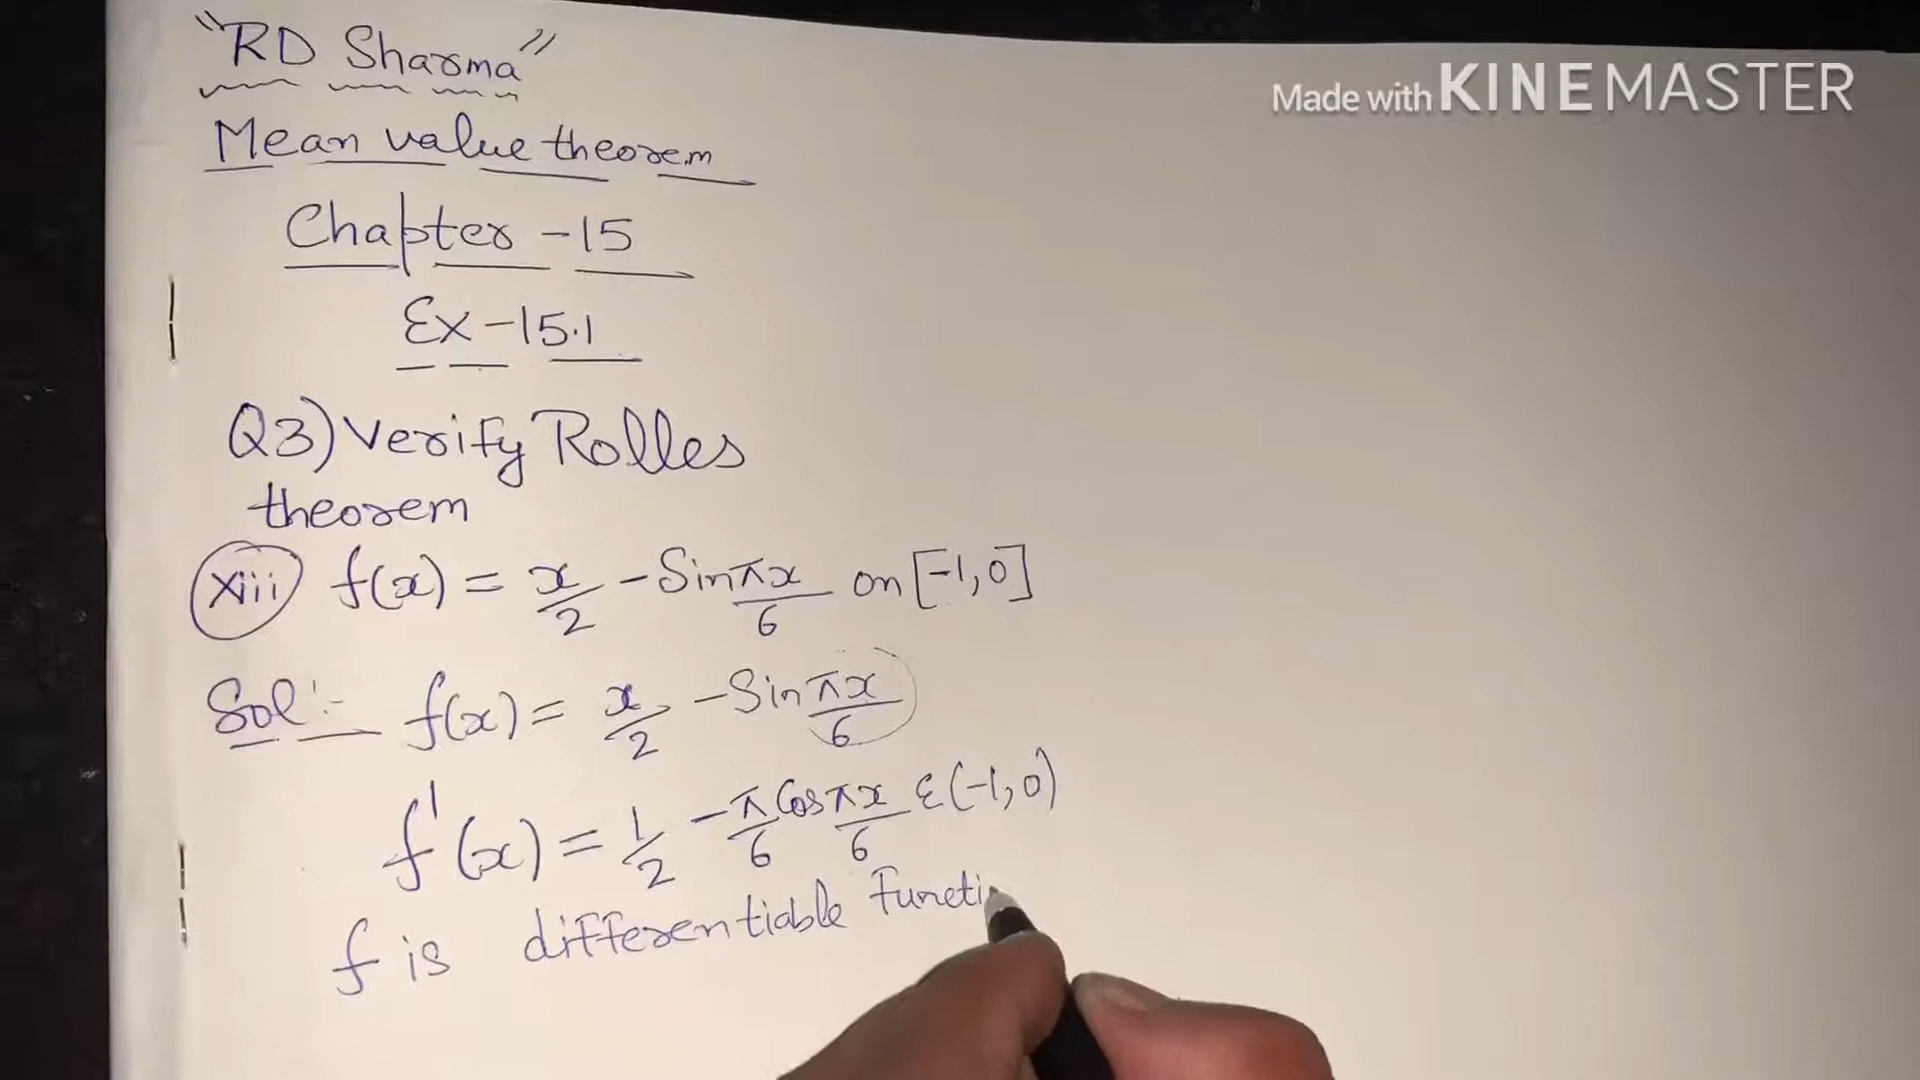 "RD Sharma"
Made with KINEMASTER
Mean value theorem
Chapter - 15
Ex - 15.1
Q3) Verify Rolles
theorem
xiii f(x) = x/2 - Sin πx/6 on [-1, 0]
Sol:- f(x) = x/2 - Sin πx/6
f'(x) = 1/2 - π/6 Cos πx/6 ε (-1, 0)
f is differentiable Functi